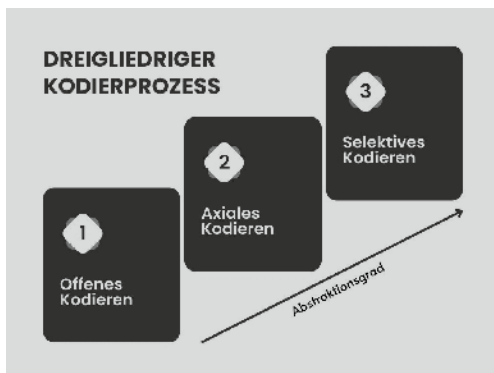 DREIGLIEDRIGER
KODIERPROZESS
1
Offenes
Kodieren
2
Axiales
Kodieren
3
Selektives
Kodieren
Abstraktionsgrad